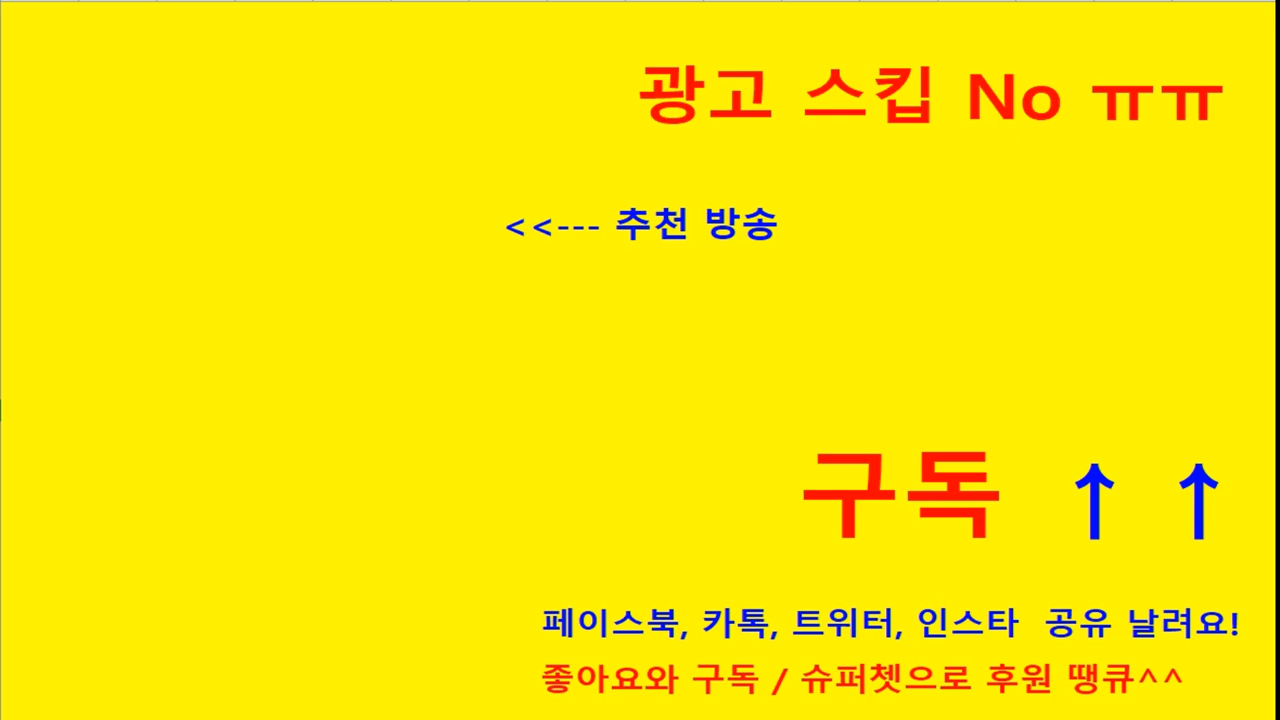 광고 스킵 No ㅠㅠ
<<--- 추천 방송
구독 ↑ ↑
페이스북, 카톡, 트위터, 인스타 공유 날려요!
좋아요와 구독 / 슈퍼쳇으로 후원 땡큐^^